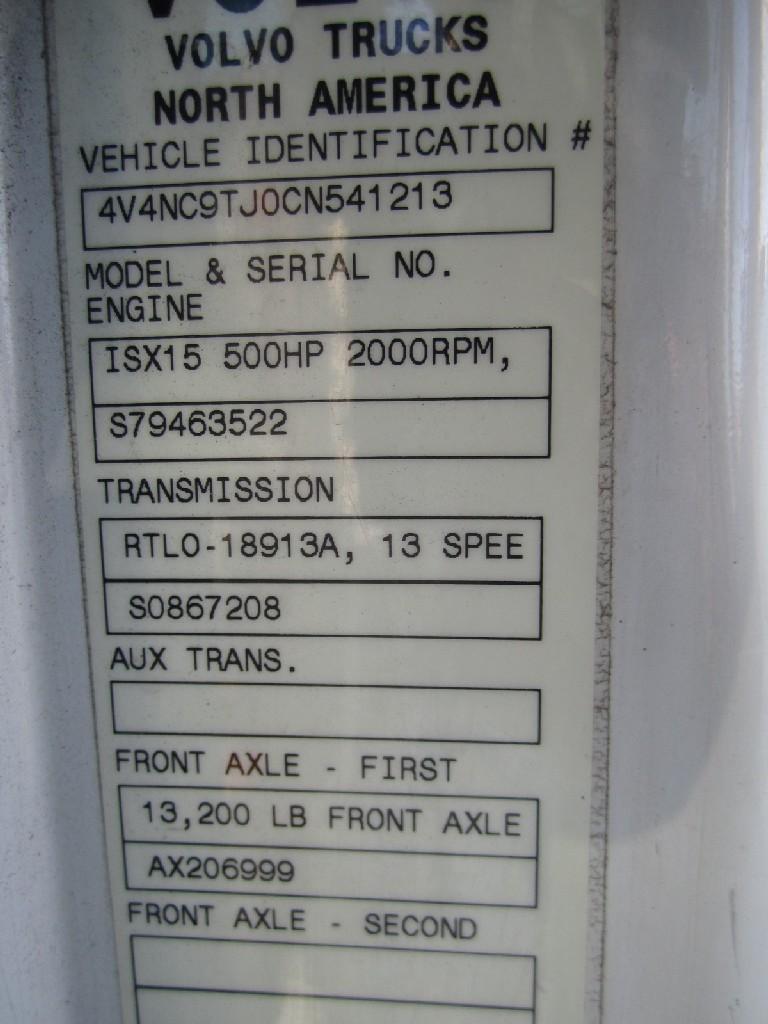 VOLVO TRUCKS
NORTH AMERICA
VEHICLE IDENTIFICATION #
4V4NC9TJ0CN541213
MODEL & SERIAL NO.
ENGINE
ISX15 500HP 2000RPM,
S79463522
TRANSMISSION
RTLO-18913A, 13 SPEE
S0867208
AUX TRANS.
FRONT AXLE - FIRST
13,200 LB FRONT AXLE
AX206999
FRONT AXLE - SECOND